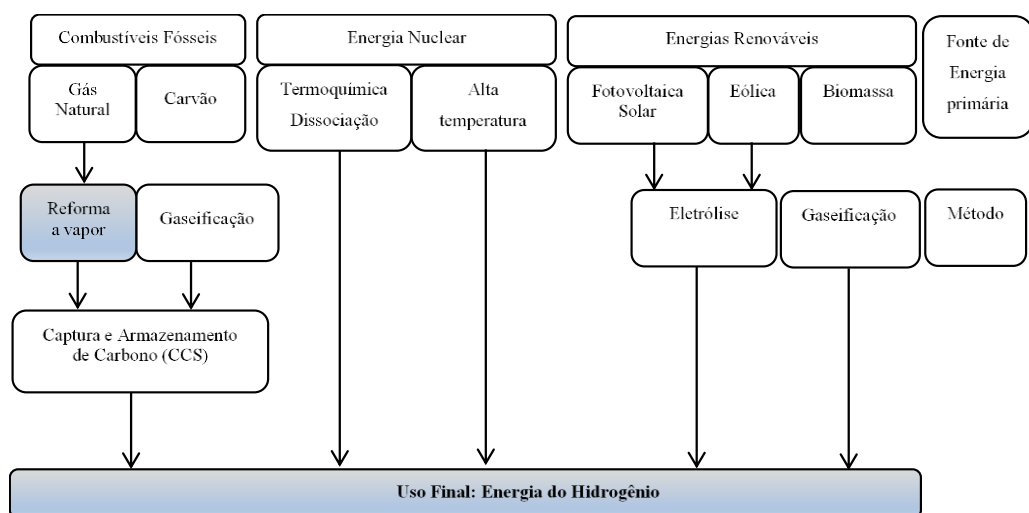 Combustíveis Fósseis
Energia Nuclear
Energias Renováveis
Fonte de
Energia
primária
Gás
Natural
Carvão
Termoquímica
Dissociação
Alta
temperatura
Fotovoltaica
Solar
Eólica
Biomassa
Reforma
a vapor
Gaseificação
Eletrólise
Gaseificação
Método
Captura e Armazenamento
de Carbono (CCS)
Uso Final: Energia do Hidrogênio